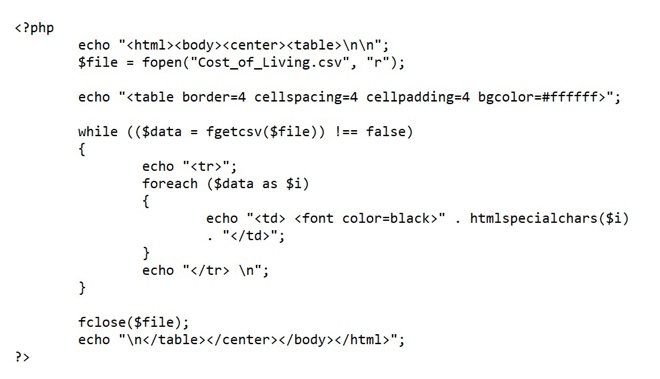 <?php
echo "<html><body><center><table>\n\n";
$file = fopen("Cost_of_Living.csv", "r");
echo "<table border=4 cellspacing=4 cellpadding=4 bgcolor=#ffffff>";
while (($data = fgetcsv($file)) !== false)
{
echo "<tr>";
foreach ($data as $i)
{
echo "<td> <font color=black>" . htmlspecialchars($i)
. "</td>";
}
echo "</tr> \n";
}
fclose($file);
echo "\n</table></center></body></html>";
?>